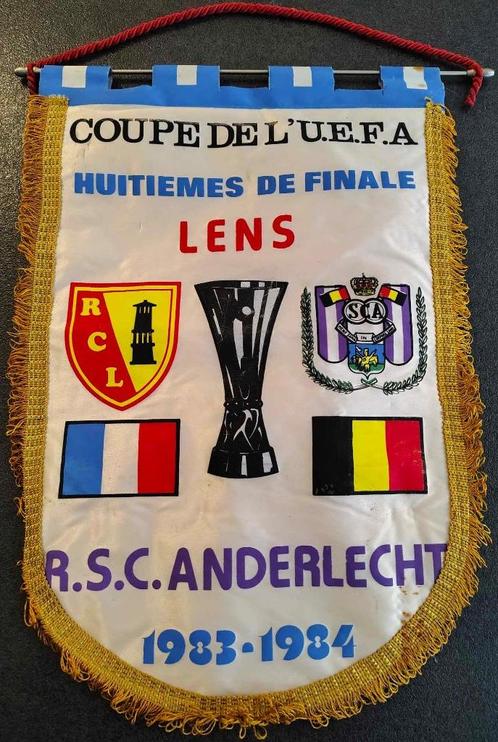 COUPE DE L'U.E.F.A
HUITIEMES DE FINALE
LENS
RCL
SCA
R.S.C. ANDERLECHT
1983-1984